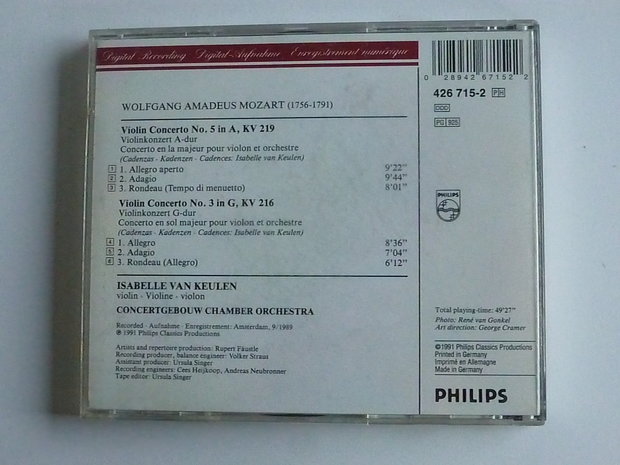 Digital Recording Digital-Aufnahme Enregistrement numérique
WOLFGANG AMADEUS MOZART (1756-1791)
Violin Concerto No. 5 in A, KV 219
Violinkonzert A-dur
Concerto en la majeur pour violon et orchestre
(Cadenzas - Kadenzen - Cadences: Isabelle van Keulen)
1 1. Allegro aperto 9'22"
2 2. Adagio 9'44"
3 3. Rondeau (Tempo di menuetto) 8'01"
Violin Concerto No. 3 in G, KV 216
Violinkonzert G-dur
Concerto en sol majeur pour violon et orchestre
(Cadenzas - Kadenzen - Cadences: Isabelle van Keulen)
4 1. Allegro 8'36"
5 2. Adagio 7'04"
6 3. Rondeau (Allegro) 6'12"
ISABELLE VAN KEULEN
violin - Violine - violon
CONCERTGEBOUW CHAMBER ORCHESTRA
Recorded - Aufnahme - Enregistrement: Amsterdam, 9/1989
℗ 1991 Philips Classics Productions
Artists and repertoire production: Rupert Fäustle
Recording producer, balance engineer: Volker Straus
Assistant producer: Ursula Singer
Recording engineers: Cees Heijkoop, Andreas Neubronner
Tape editor: Ursula Singer
0 28942 67152 2
426 715-2 PH
DDD
PG 925
PHILIPS
Total playing-time: 49'27"
Photo: René van Gonkel
Art direction: George Cramer
©1991 Philips Classics Productions
Printed in Germany
Imprimé en Allemagne
Made in Germany
PHILIPS